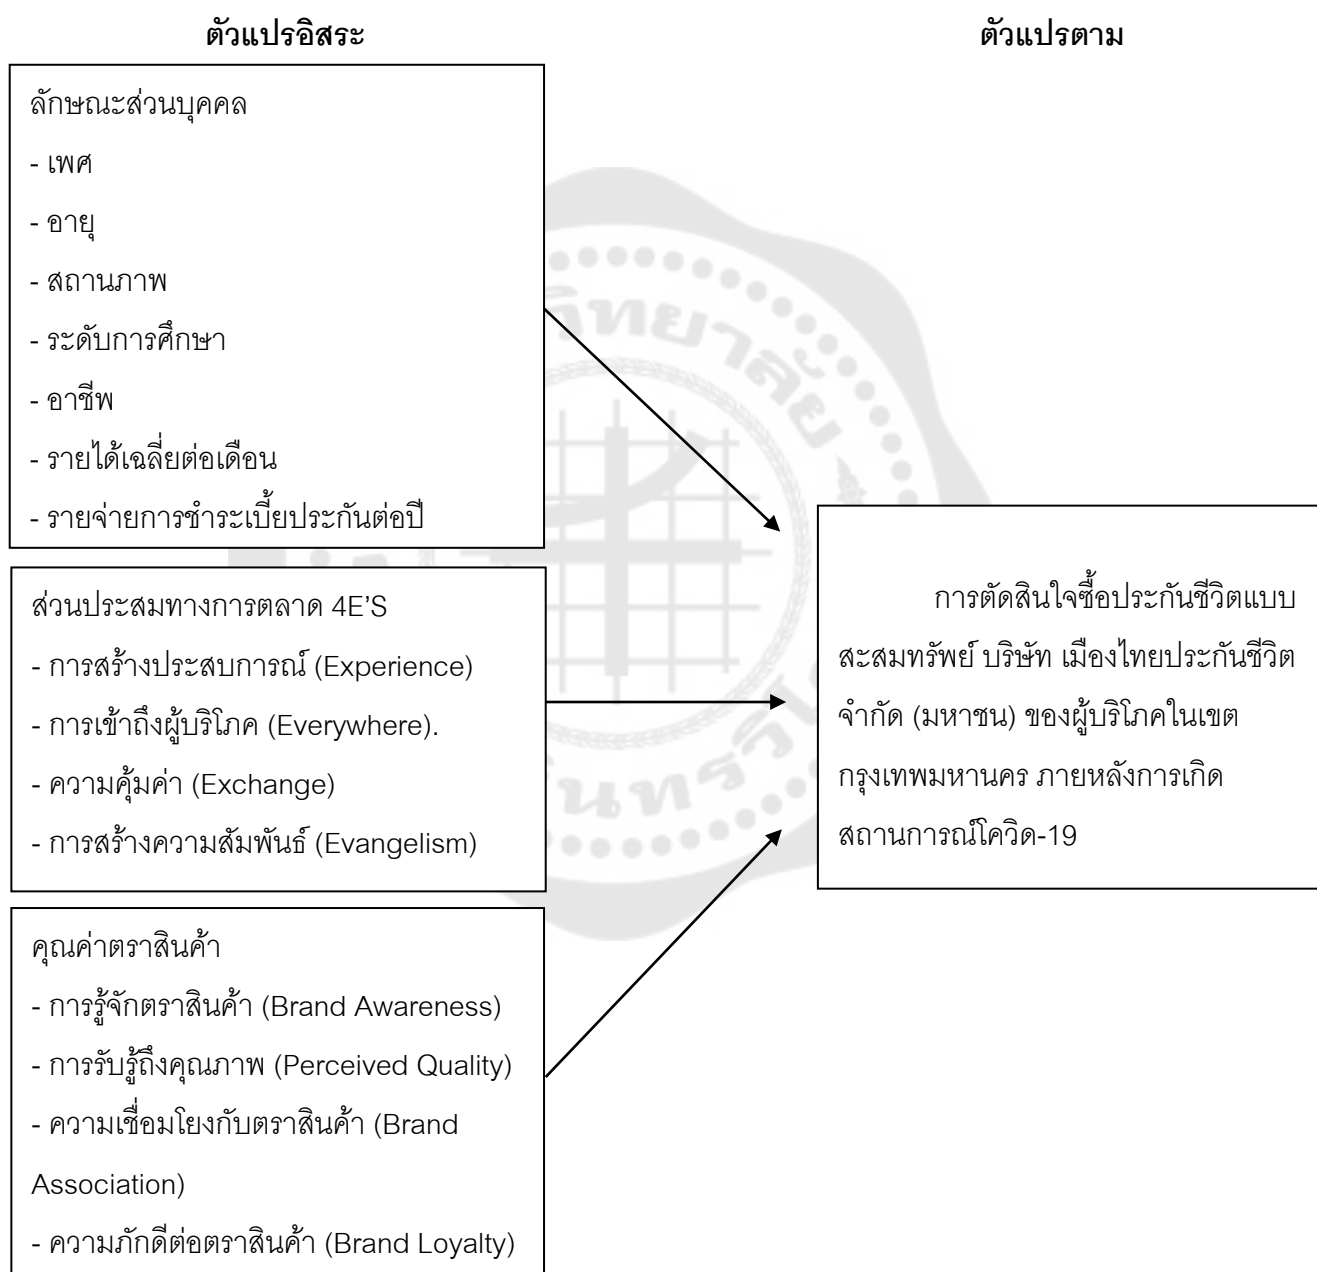 ตัวแปรอิสระ
ตัวแปรตาม
ลักษณะส่วนบุคคล
- เพศ
- อายุ
- สถานภาพ
- ระดับการศึกษา
- อาชีพ
- รายได้เฉลี่ยต่อเดือน
- รายจ่ายการชำระเบี้ยประกันต่อปี
ส่วนประสมทางการตลาด 4E'S
- การสร้างประสบการณ์ (Experience)
- การเข้าถึงผู้บริโภค (Everywhere).
- ความคุ้มค่า (Exchange)
- การสร้างความสัมพันธ์ (Evangelism)
คุณค่าตราสินค้า
- การรู้จักตราสินค้า (Brand Awareness)
- การรับรู้ถึงคุณภาพ (Perceived Quality)
- ความเชื่อมโยงกับตราสินค้า (Brand
Association)
- ความภักดีต่อตราสินค้า (Brand Loyalty)
การตัดสินใจซื้อประกันชีวิตแบบ
สะสมทรัพย์ บริษัท เมืองไทยประกันชีวิต
จำกัด (มหาชน) ของผู้บริโภคในเขต
กรุงเทพมหานคร ภายหลังการเกิด
สถานการณ์โควิด-19